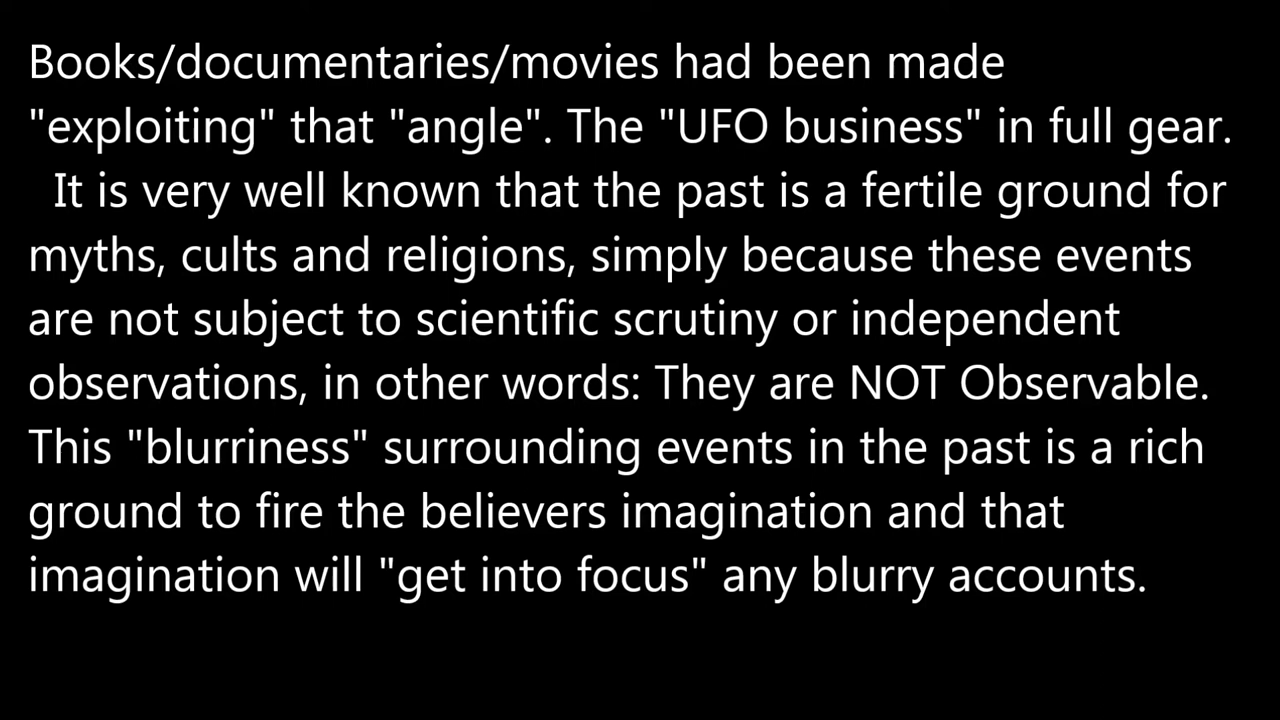 Books/documentaries/movies had been made
"exploiting" that "angle". The "UFO business" in full gear.
It is very well known that the past is a fertile ground for
myths, cults and religions, simply because these events
are not subject to scientific scrutiny or independent
observations, in other words: They are NOT Observable.
This "blurriness" surrounding events in the past is a rich
ground to fire the believers imagination and that
imagination will "get into focus" any blurry accounts.